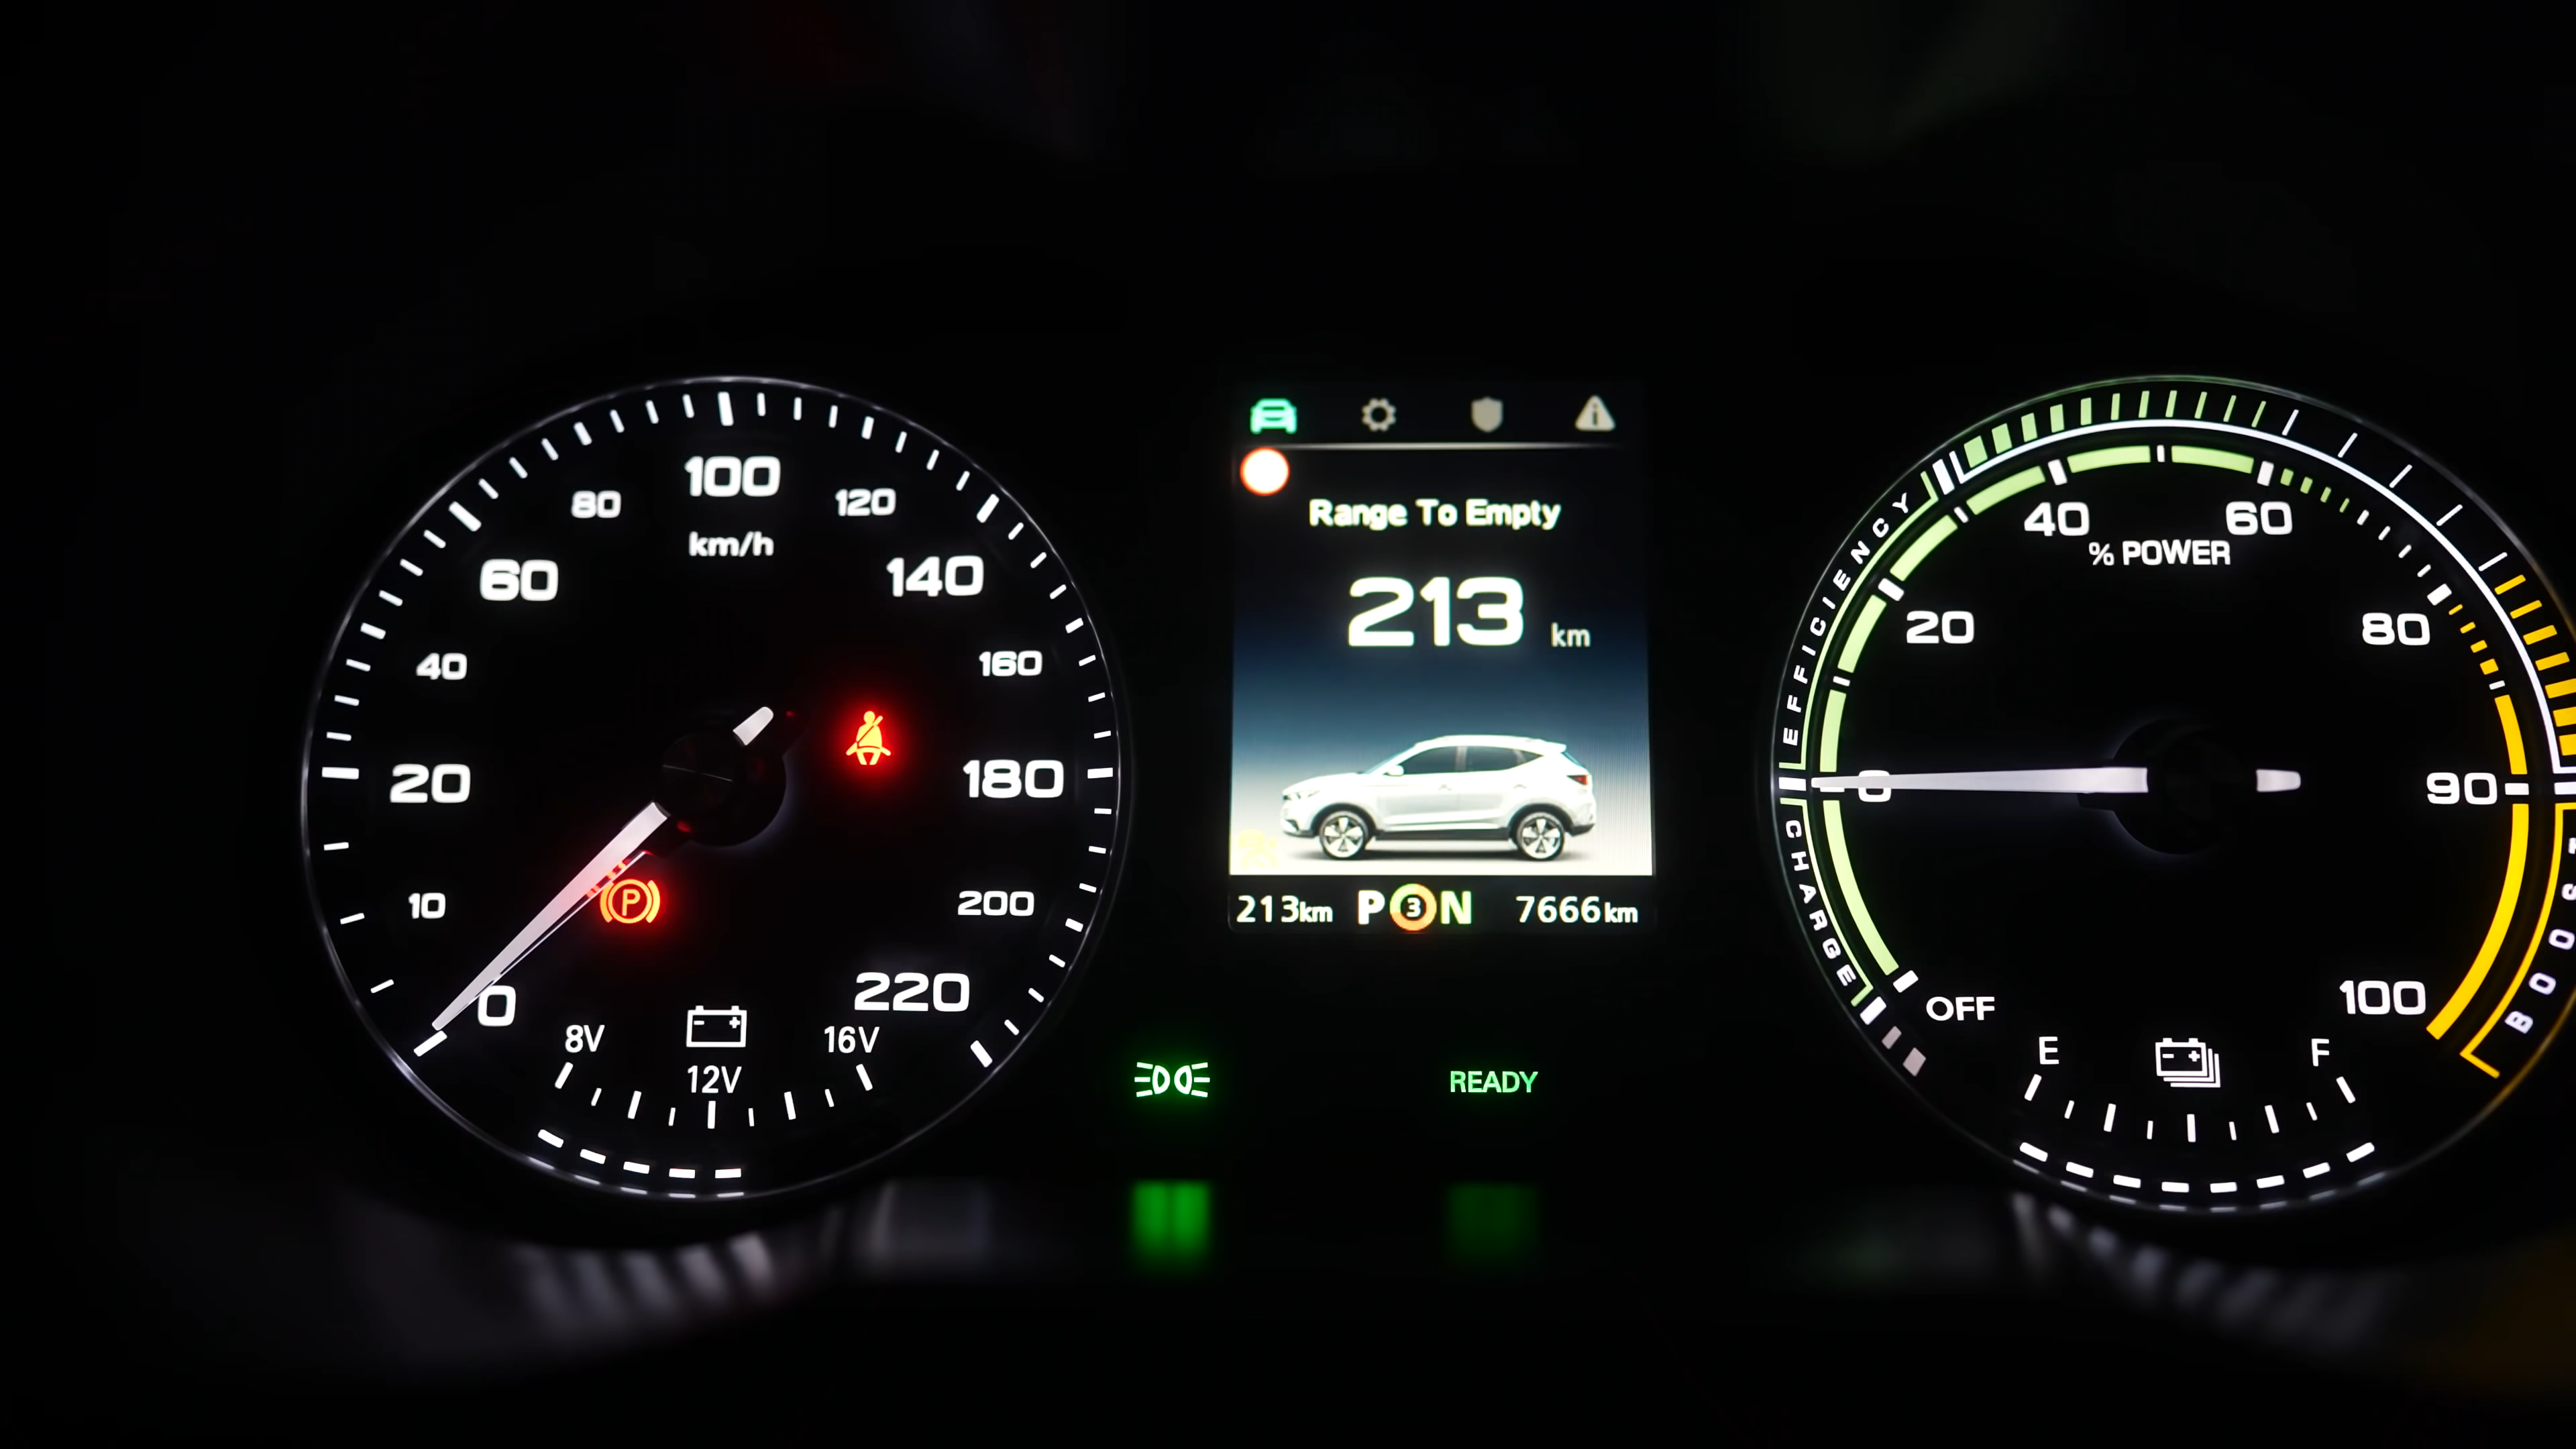 100
80
120
km/h
60
140
40
160
20
180
10
200
0
220
8V
16V
12V
P
Range To Empty
213 km
213km P 3 N 7666km
READY
EFFICIENCY
CHARGE
40
60
% POWER
20
80
0
90
OFF
100
E
F